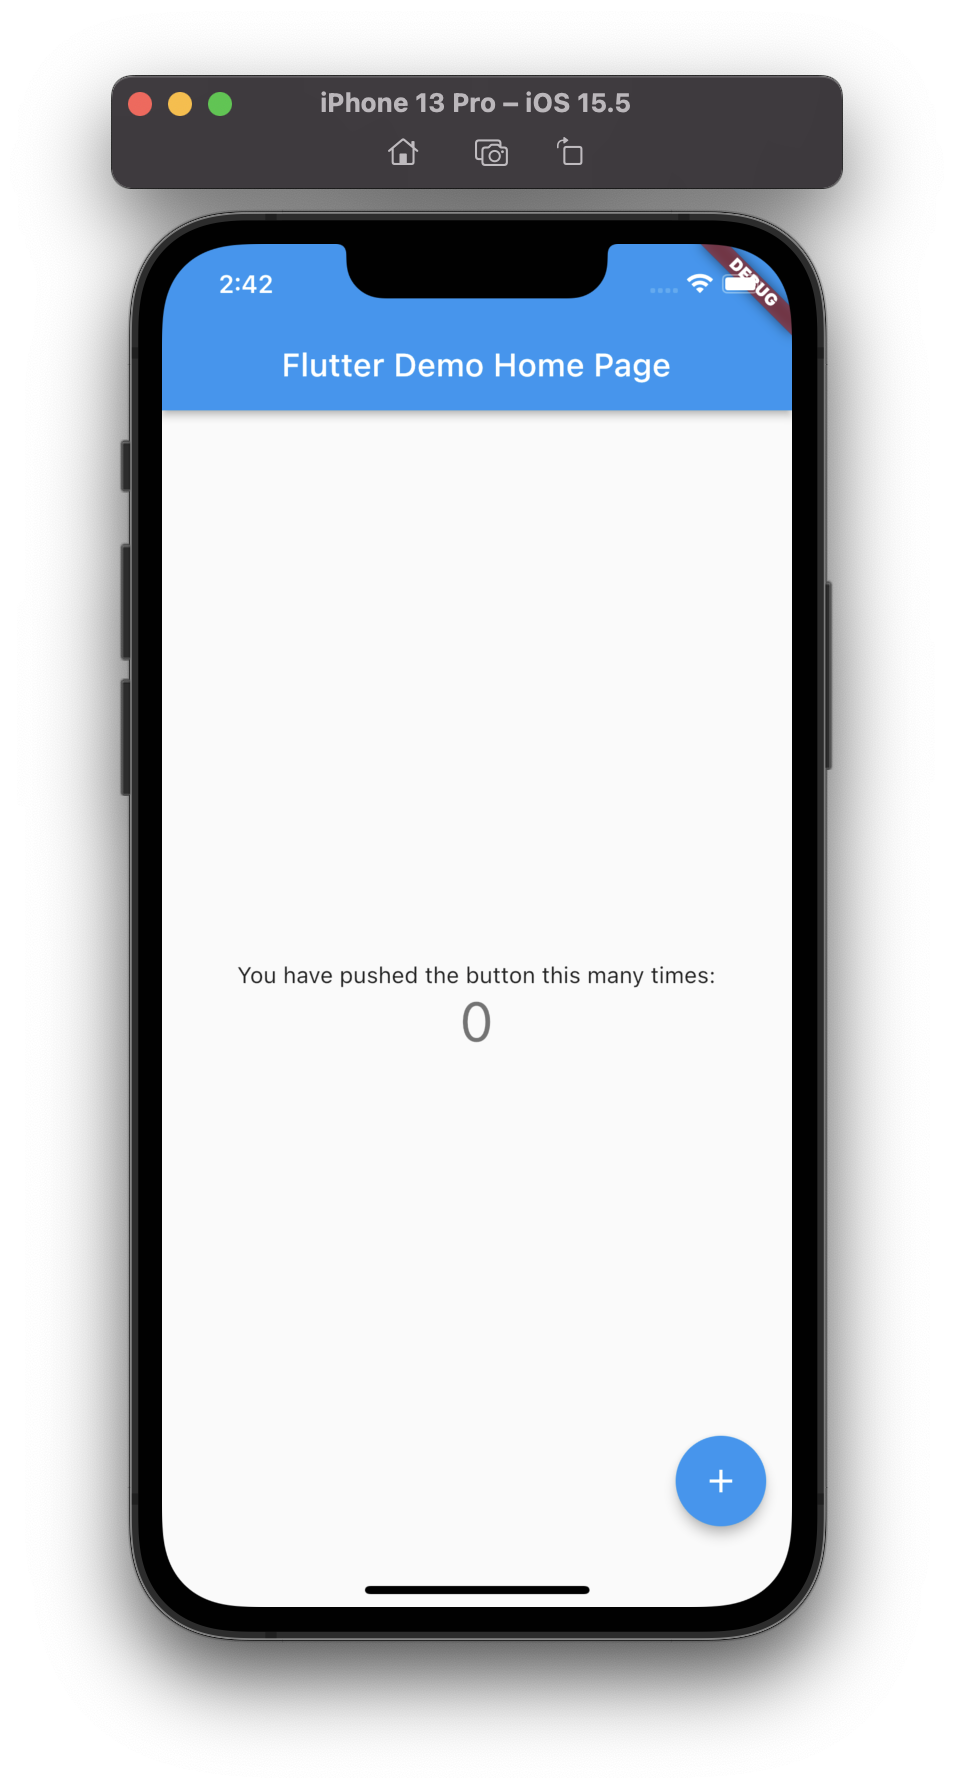 iPhone 13 Pro – iOS 15.5
2:42
DEBUG
Flutter Demo Home Page
You have pushed the button this many times:
0
+